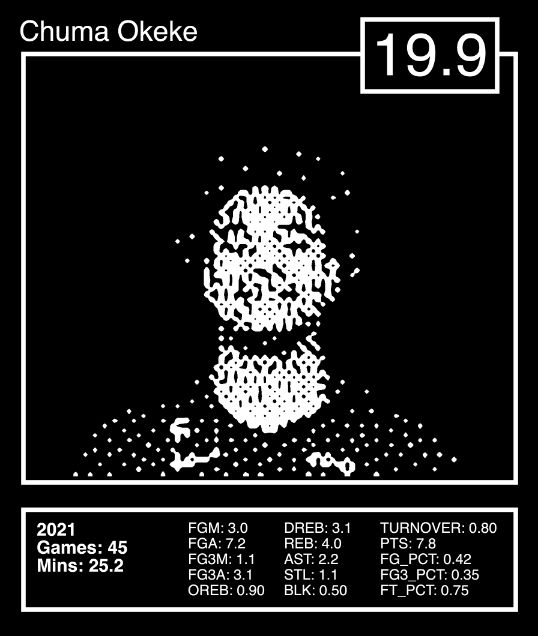 Chuma Okeke
19.9
2021
Games: 45
Mins: 25.2
FGM: 3.0
FGA: 7.2
FG3M: 1.1
FG3A: 3.1
OREB: 0.90
DREB: 3.1
REB: 4.0
AST: 2.2
STL: 1.1
BLK: 0.50
TURNOVER: 0.80
PTS: 7.8
FG_PCT: 0.42
FG3_PCT: 0.35
FT_PCT: 0.75